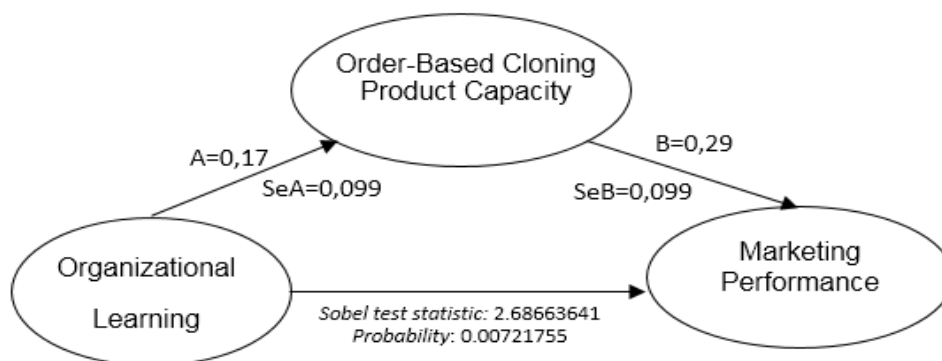 Order-Based Cloning
Product Capacity
A=0,17
B=0,29
SeA=0,099
SeB=0,099
Organizational
Learning
Marketing
Performance
Sobel test statistic: 2.68663641
Probability: 0.00721755